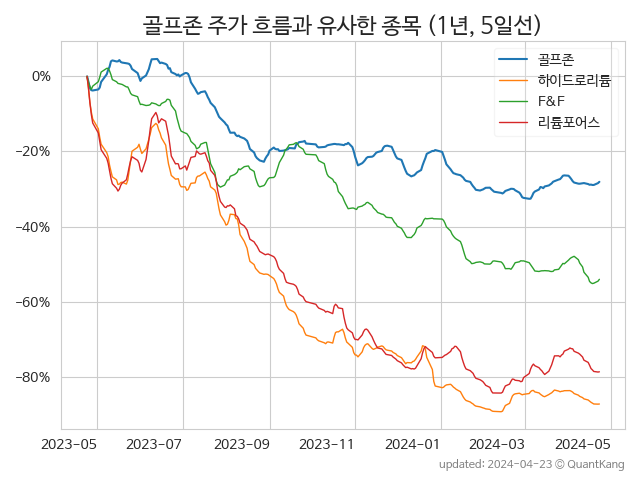 골프존 주가 흐름과 유사한 종목 (1년, 5일선)
골프존
하이드로리튬
F&F
리튬포어스
0%
−20%
−40%
−60%
−80%
2023-05 2023-07 2023-09 2023-11 2024-01 2024-03 2024-05
updated: 2024-04-23 © QuantKang